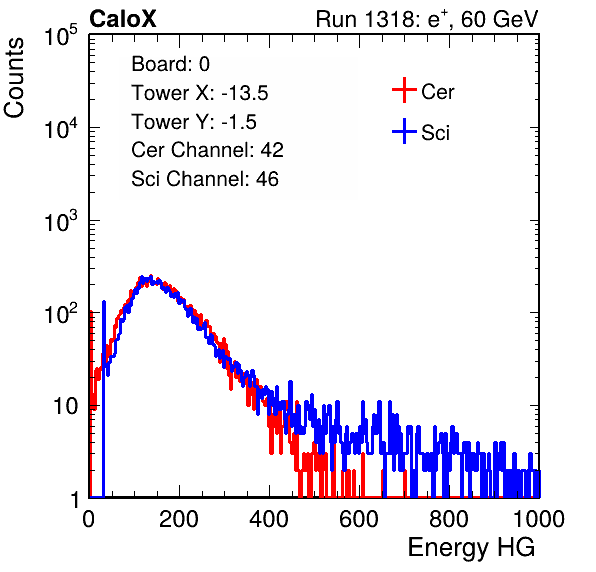 CaloX Run 1318: e⁺, 60 GeV
Board: 0
Tower X: -13.5
Tower Y: -1.5
Cer Channel: 42
Sci Channel: 46
Cer
Sci
Counts
10⁵
10⁴
10³
10²
10
1
0 200 400 600 800 1000
Energy HG